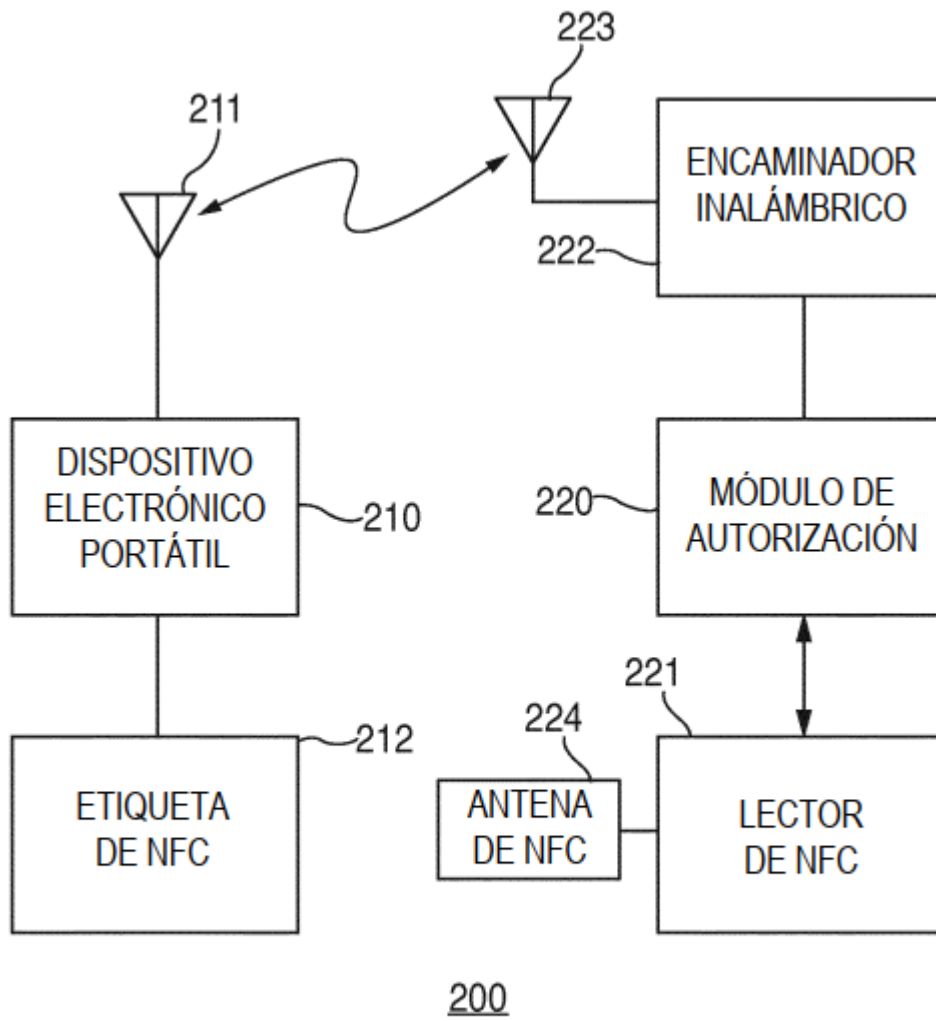 223
211
ENCAMINADOR
INALÁMBRICO
222
DISPOSITIVO
ELECTRÓNICO
PORTÁTIL
210
220
MÓDULO DE
AUTORIZACIÓN
221
212
224
ETIQUETA
DE NFC
ANTENA
DE NFC
LECTOR
DE NFC
200